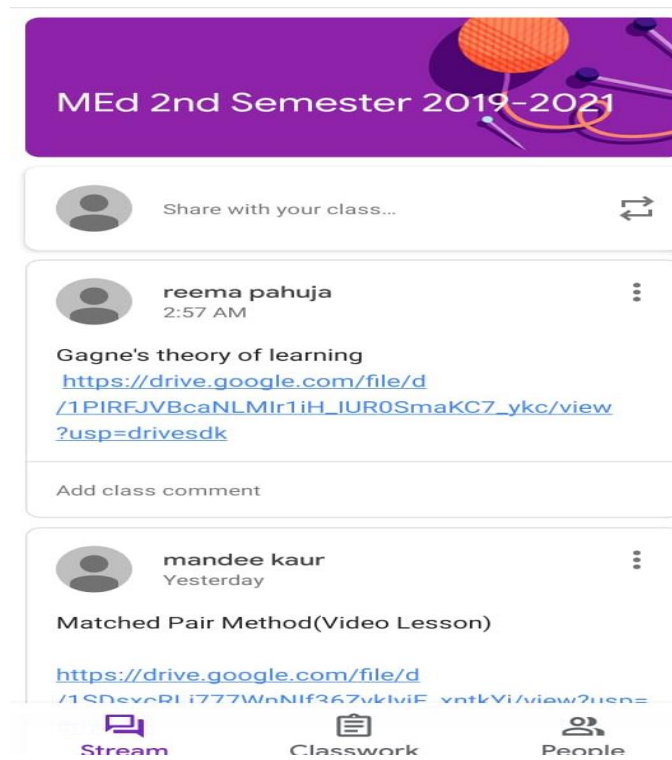 MEd 2nd Semester 2019-2021
Share with your class...
reema pahuja
2:57 AM
Gagne's theory of learning
https://drive.google.com/file/d
/1PIRFJVBcaNLMIr1iH_IUR0SmaKC7_ykc/view
?usp=drivesdk
Add class comment
mandee kaur
Yesterday
Matched Pair Method(Video Lesson)
https://drive.google.com/file/d
Stream
Classwork
People